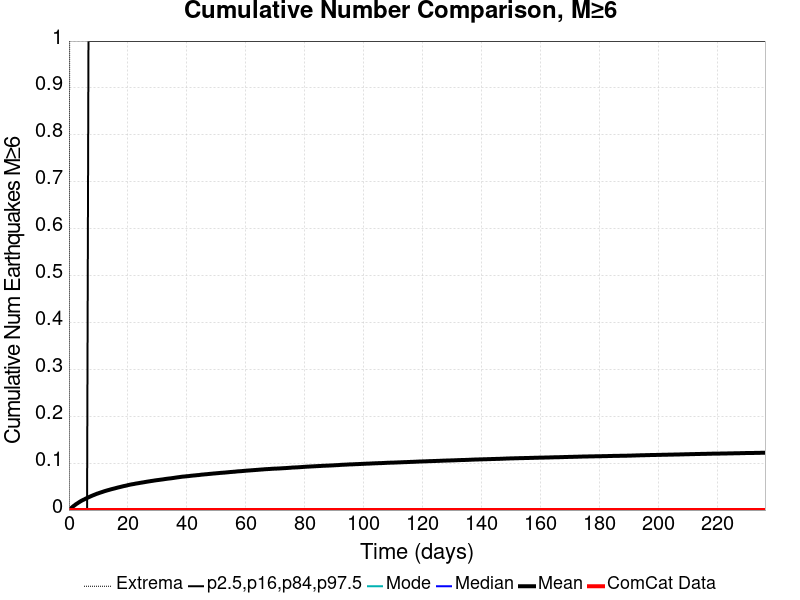 Cumulative Number Comparison, M≥6
Cumulative Num Earthquakes M≥6
1
0.9
0.8
0.7
0.6
0.5
0.4
0.3
0.2
0.1
0
0 20 40 60 80 100 120 140 160 180 200 220
Time (days)
Extrema p2.5,p16,p84,p97.5 Mode Median Mean ComCat Data